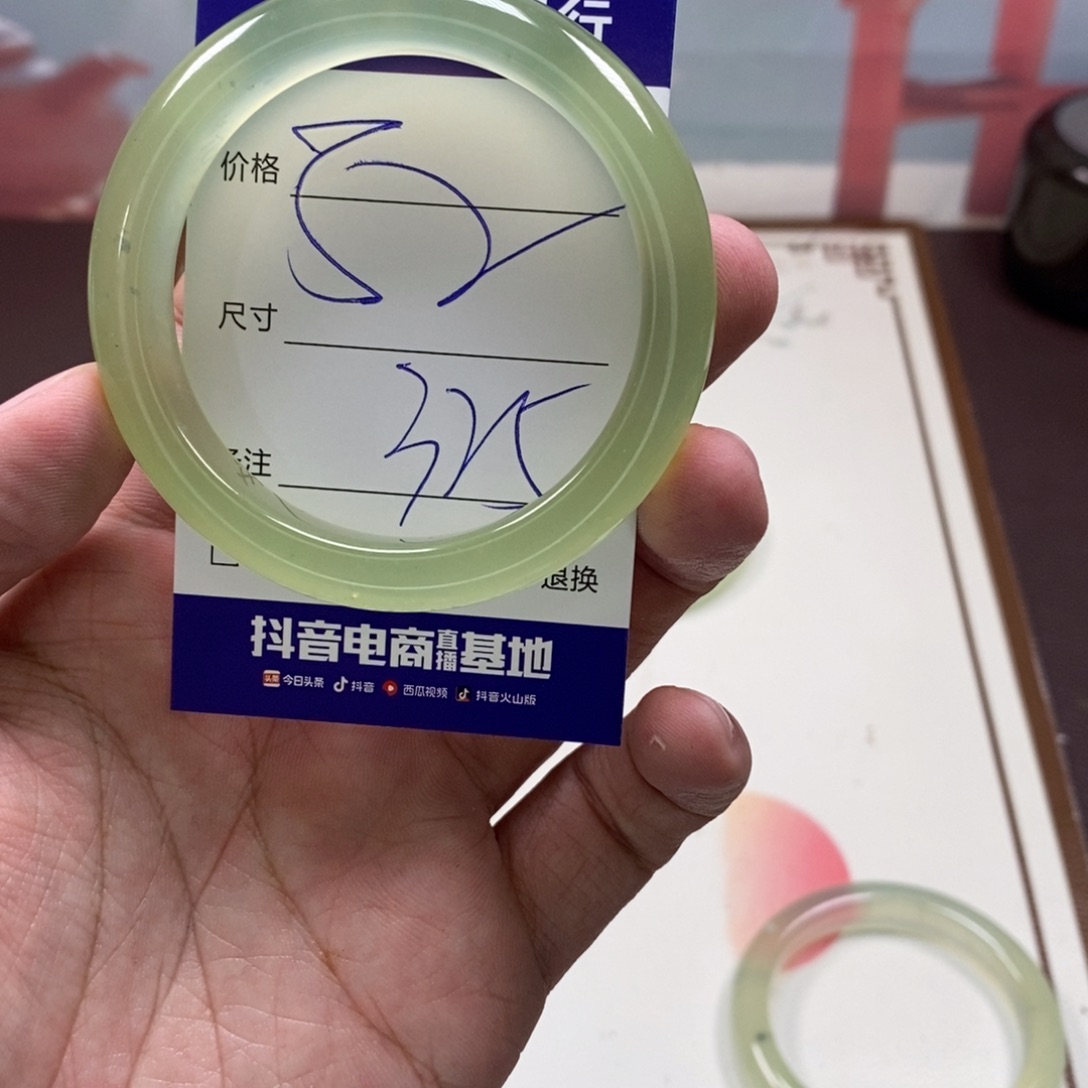 行
价格
尺寸
注
退换
抖音电商直播基地
今日头条 抖音 西瓜视频 抖音火山版